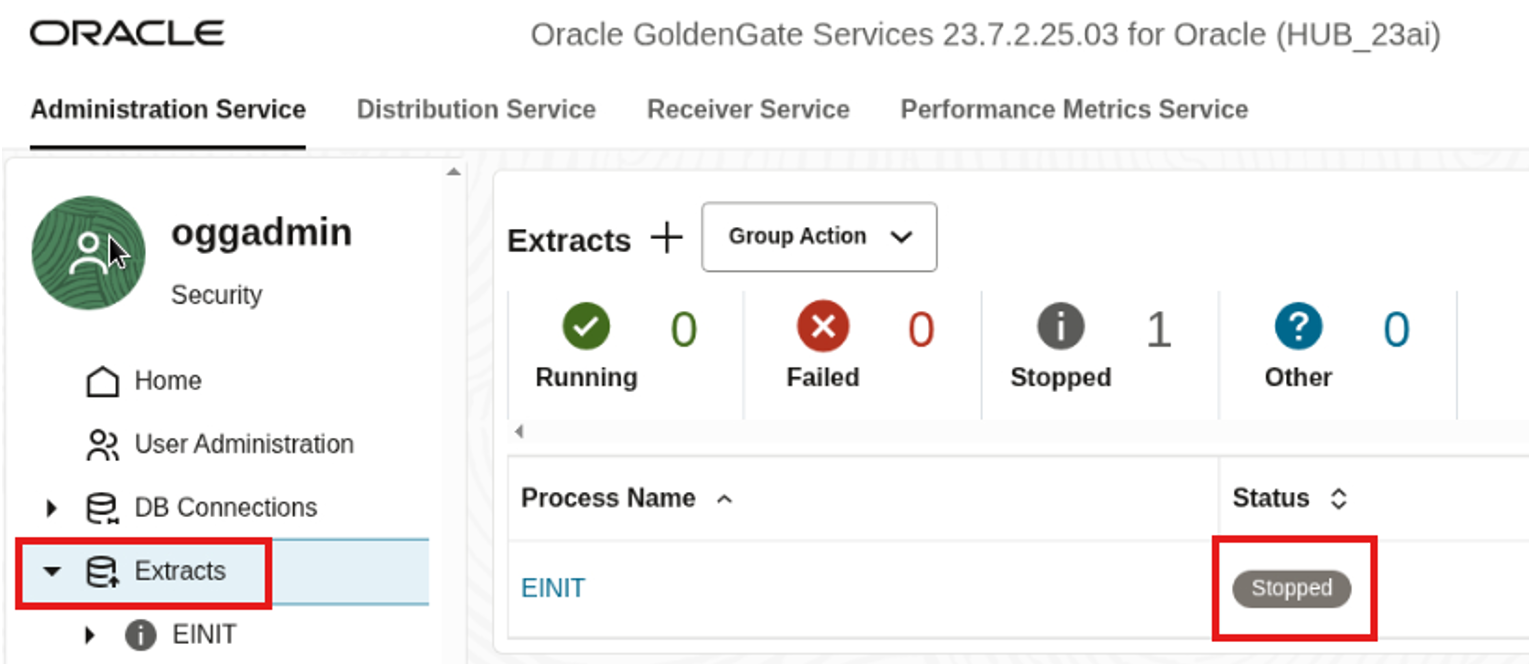 ORACLE
Oracle GoldenGate Services 23.7.2.25.03 for Oracle (HUB_23ai)
Administration Service Distribution Service Receiver Service Performance Metrics Service
oggadmin
Security
Home
User Administration
DB Connections
Extracts
EINIT
Extracts + Group Action
0 0 1 0
Running Failed Stopped Other
Process Name Status
EINIT Stopped